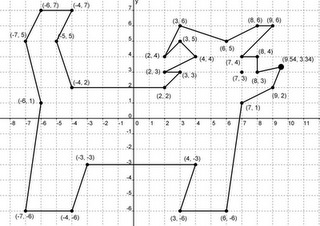 y
(-6, 7) (-4, 7)
7
(3, 6) (8, 6) (9, 6)
6
(-7, 5) (-5, 5) (3, 5) (6, 5)
5
(2, 4) (4, 4) (7, 4) (8, 4)
4
(9.54, 3.34)
(2, 3) (3, 3) (7, 3) (8, 3)
3
(-4, 2) (2, 2) (9, 2)
2
(-6, 1) (7, 1)
1
-8 -7 -6 -5 -4 -3 -2 -1 0 1 2 3 4 5 6 7 8 9 10 11
-1
-2
(-3, -3) (4, -3)
-3
-4
-5
-6
(-7, -6) (-4, -6) (3, -6) (6, -6)